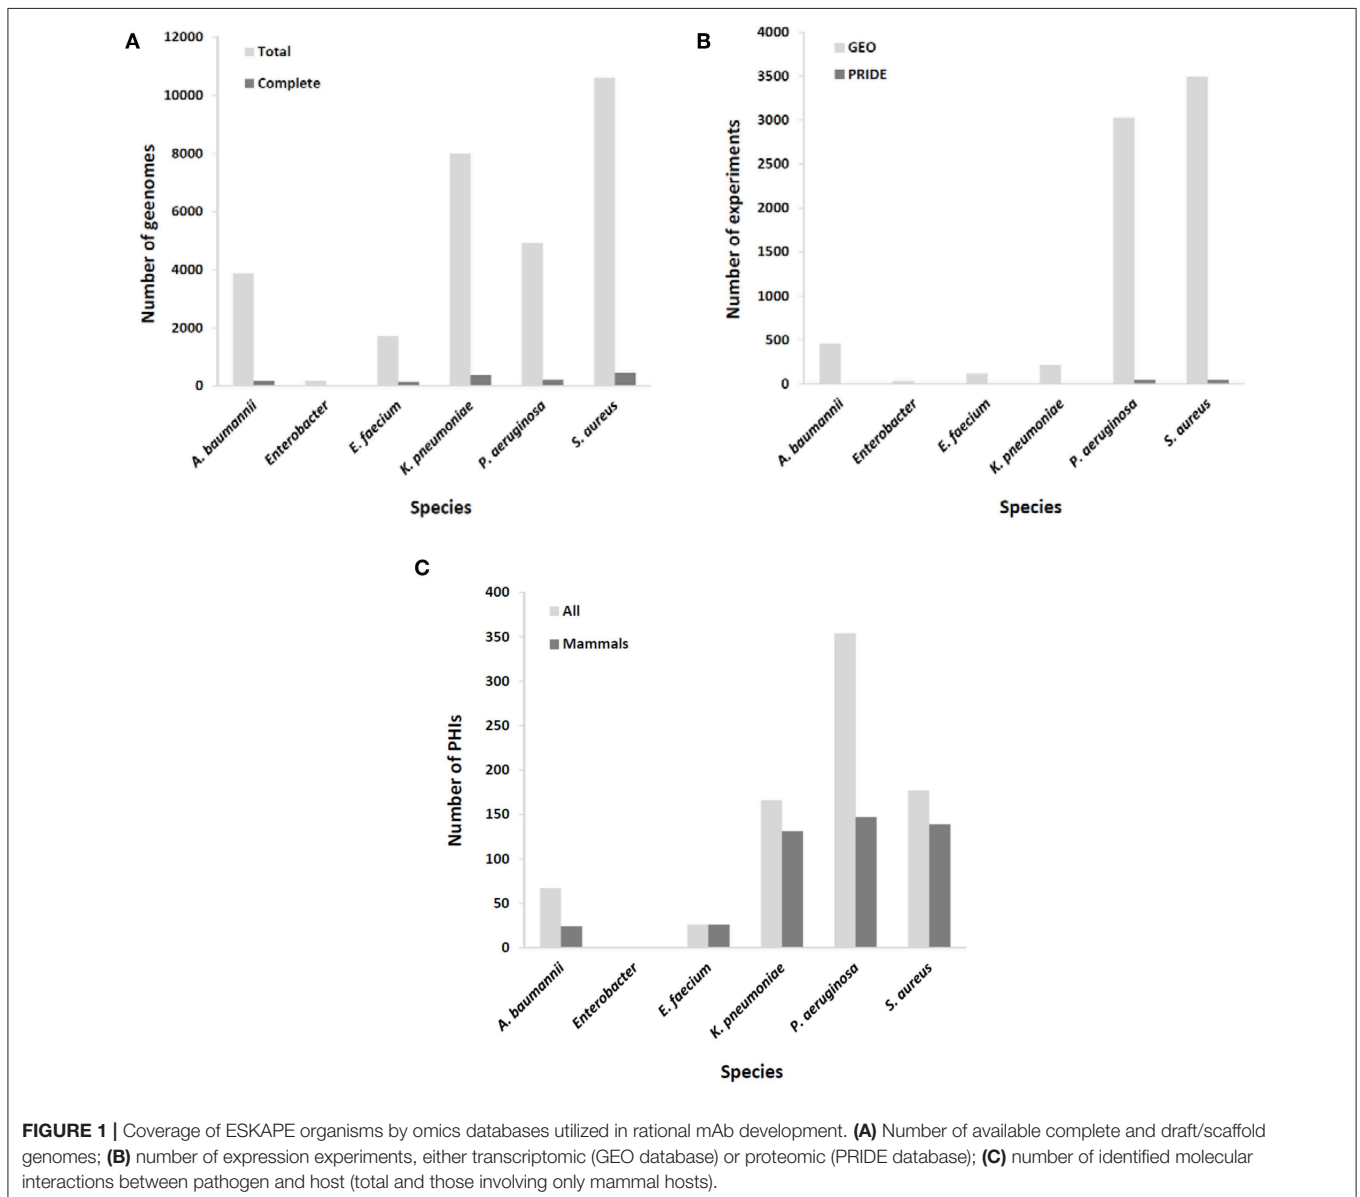 A
12000
10000
8000
6000
4000
2000
0
Number of geenomes
Total
Complete
A. baumannii
Enterobacter
E. faecium
K. pneumoniae
P. aeruginosa
S. aureus
Species
B
4000
3500
3000
2500
2000
1500
1000
500
0
Number of experiments
GEO
PRIDE
A. baumannii
Enterobacter
E. faecium
K. pneumoniae
P. aeruginosa
S. aureus
Species
C
400
350
300
250
200
150
100
50
0
Number of PHIs
All
Mammals
A. baumannii
Enterobacter
E. faecium
K. pneumoniae
P. aeruginosa
S. aureus
Species
FIGURE 1 | Coverage of ESKAPE organisms by omics databases utilized in rational mAb development. (A) Number of available complete and draft/scaffold
genomes; (B) number of expression experiments, either transcriptomic (GEO database) or proteomic (PRIDE database); (C) number of identified molecular
interactions between pathogen and host (total and those involving only mammal hosts).